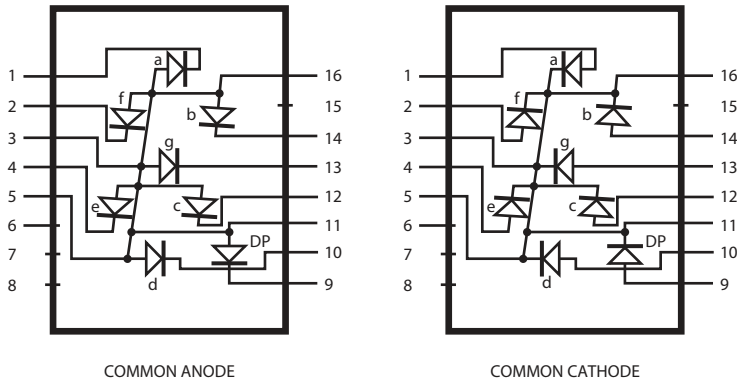 a
1 16
f
2 15
b
3 14
g
4 13
e c
5 12
6 11
DP
7 10
d
8 9
COMMON ANODE
a
1 16
f
2 15
b
3 14
g
4 13
e c
5 12
6 11
DP
7 10
d
8 9
COMMON CATHODE